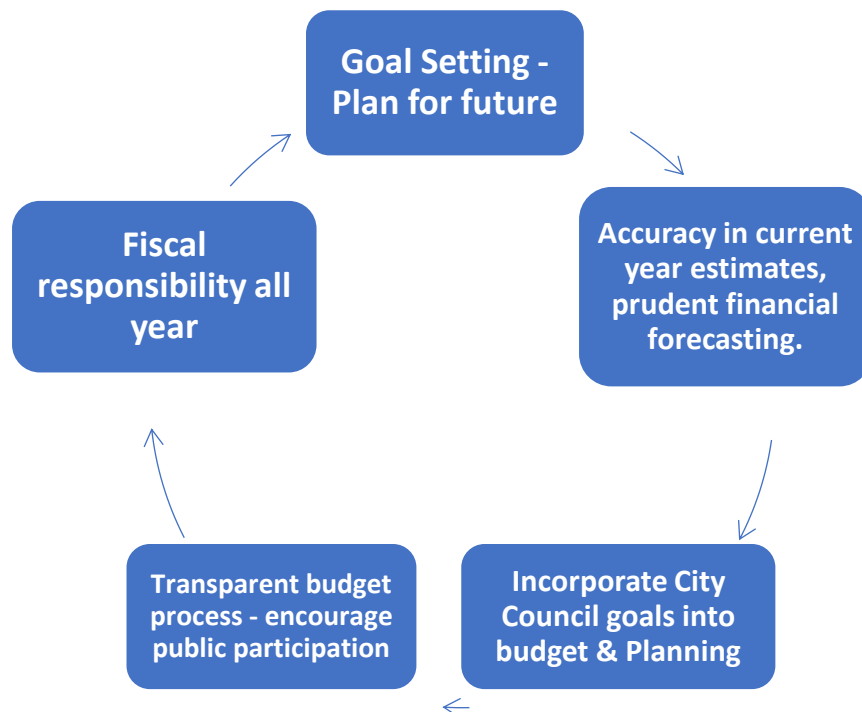 Goal Setting -
Plan for future
Accuracy in current
year estimates,
prudent financial
forecasting.
Incorporate City
Council goals into
budget & Planning
Transparent budget
process - encourage
public participation
Fiscal
responsibility all
year